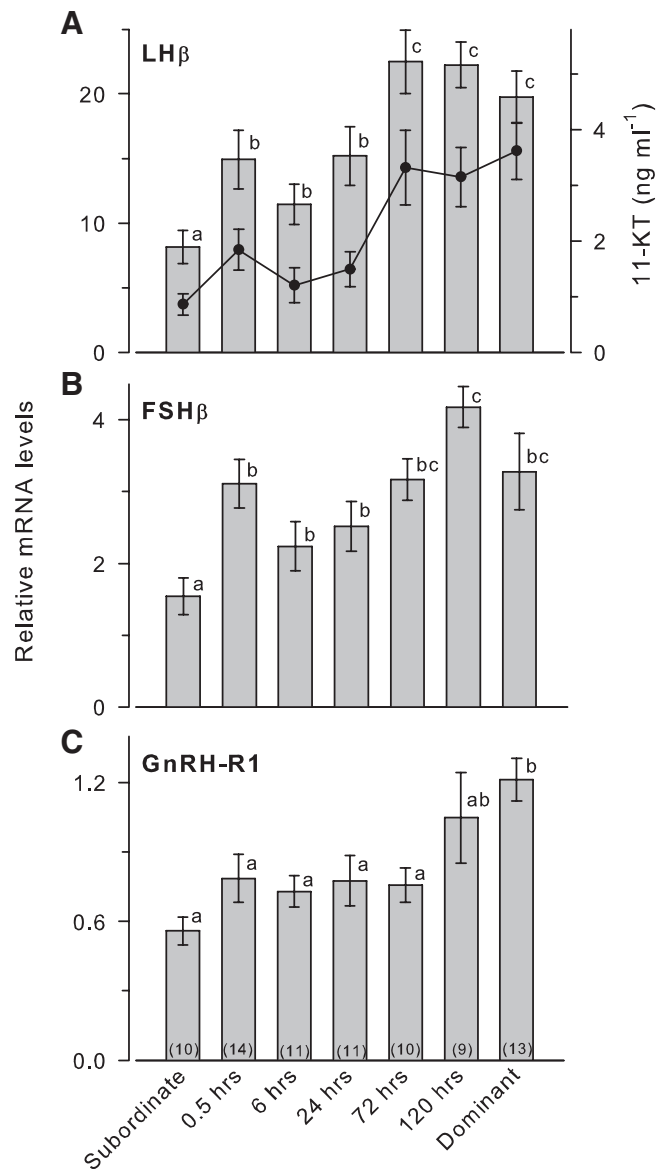 A
LHβ
a
b
b
b
c
c
c
20
10
0
4
2
0
11-KT (ng ml-1)
Relative mRNA levels
B
FSHβ
a
b
b
b
bc
c
bc
4
2
0
C
GnRH-R1
a
a
a
a
a
ab
b
1.2
0.6
0.0
(10) (14) (11) (11) (10) (9) (13)
Subordinate
0.5 hrs
6 hrs
24 hrs
72 hrs
120 hrs
Dominant